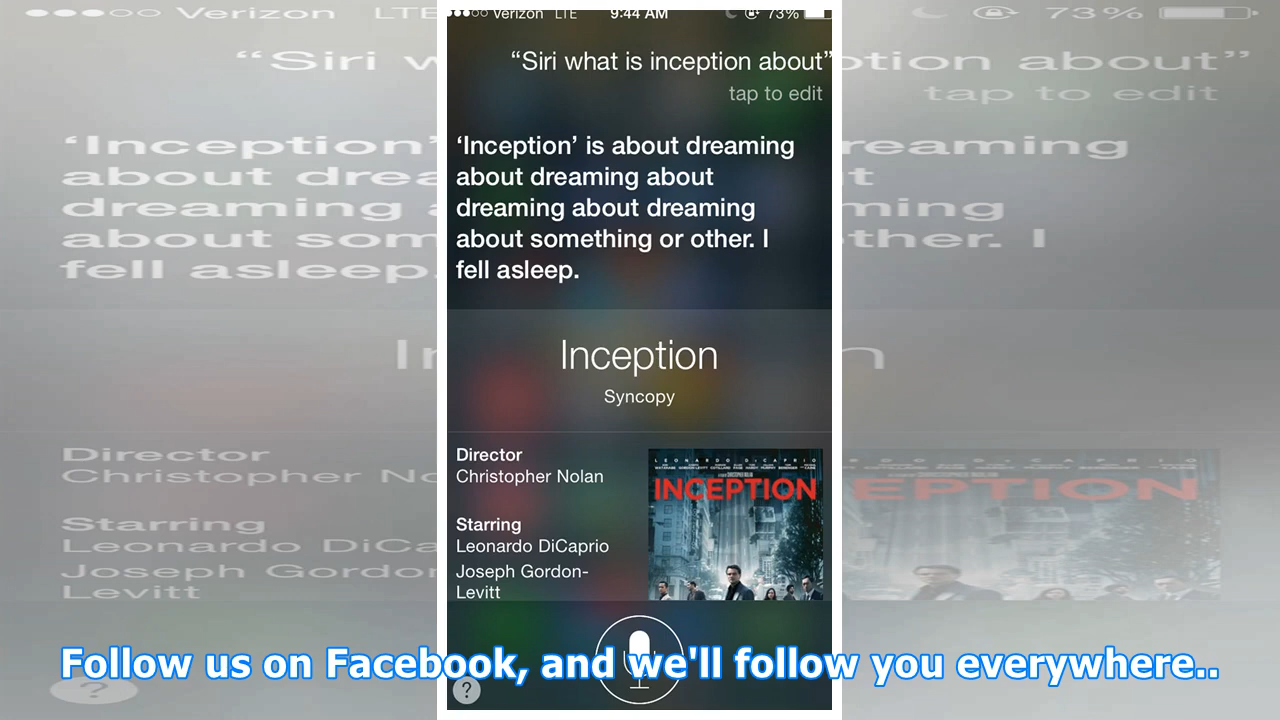 Verizon LTE 9:44 AM 73%
“Siri what is inception about”
tap to edit
‘Inception’ is about dreaming
about dreaming about
dreaming about dreaming
about something or other. I
fell asleep.
Inception
Syncopy
Director
Christopher Nolan
Starring
Leonardo DiCaprio
Joseph Gordon-
Levitt
LEONARDO DiCAPRIO
INCEPTION
Follow us on Facebook, and we'll follow you everywhere..
?